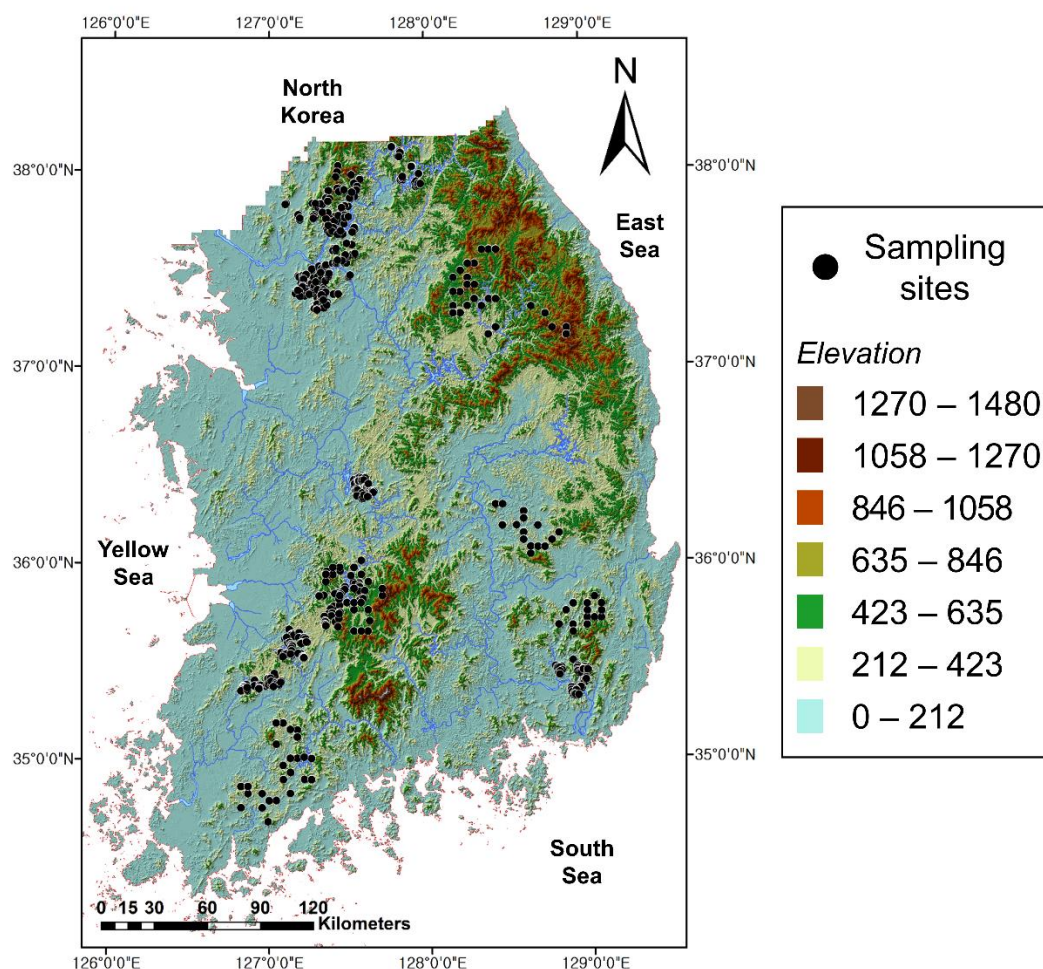 126°0'0"E 127°0'0"E 128°0'0"E 129°0'0"E
North
Korea
N
38°0'0"N
38°0'0"N
East
Sea
37°0'0"N
37°0'0"N
Yellow
Sea
36°0'0"N
36°0'0"N
35°0'0"N
35°0'0"N
South
Sea
0 15 30 60 90 120
Kilometers
126°0'0"E 127°0'0"E 128°0'0"E 129°0'0"E
Sampling
sites
Elevation
1270 – 1480
1058 – 1270
846 – 1058
635 – 846
423 – 635
212 – 423
0 – 212